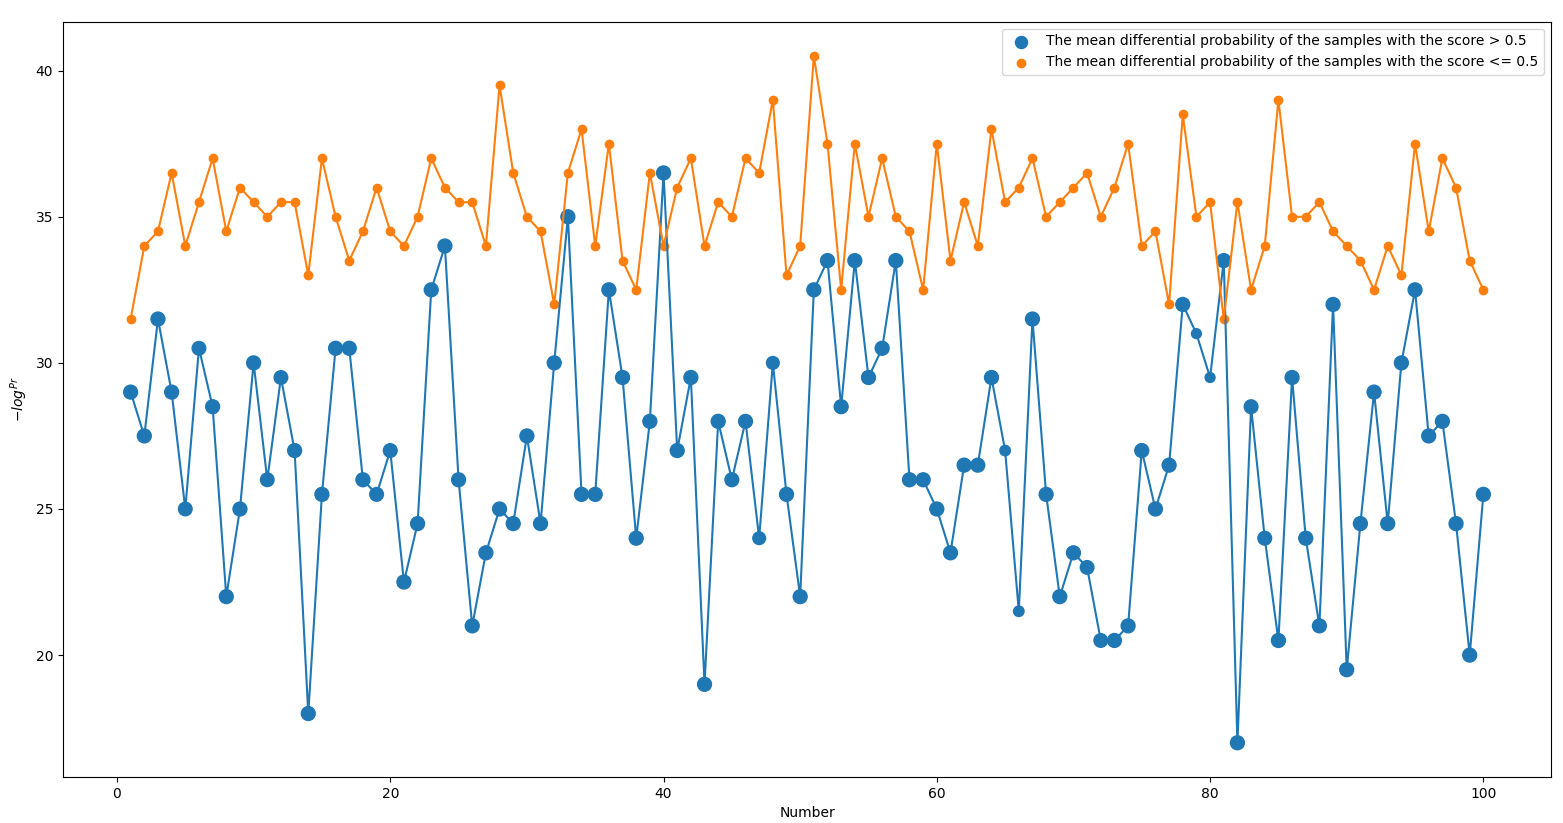 The mean differential probability of the samples with the score > 0.5
The mean differential probability of the samples with the score <= 0.5
40
35
30
25
20
−log^{Pr}
0 20 40 60 80 100
Number